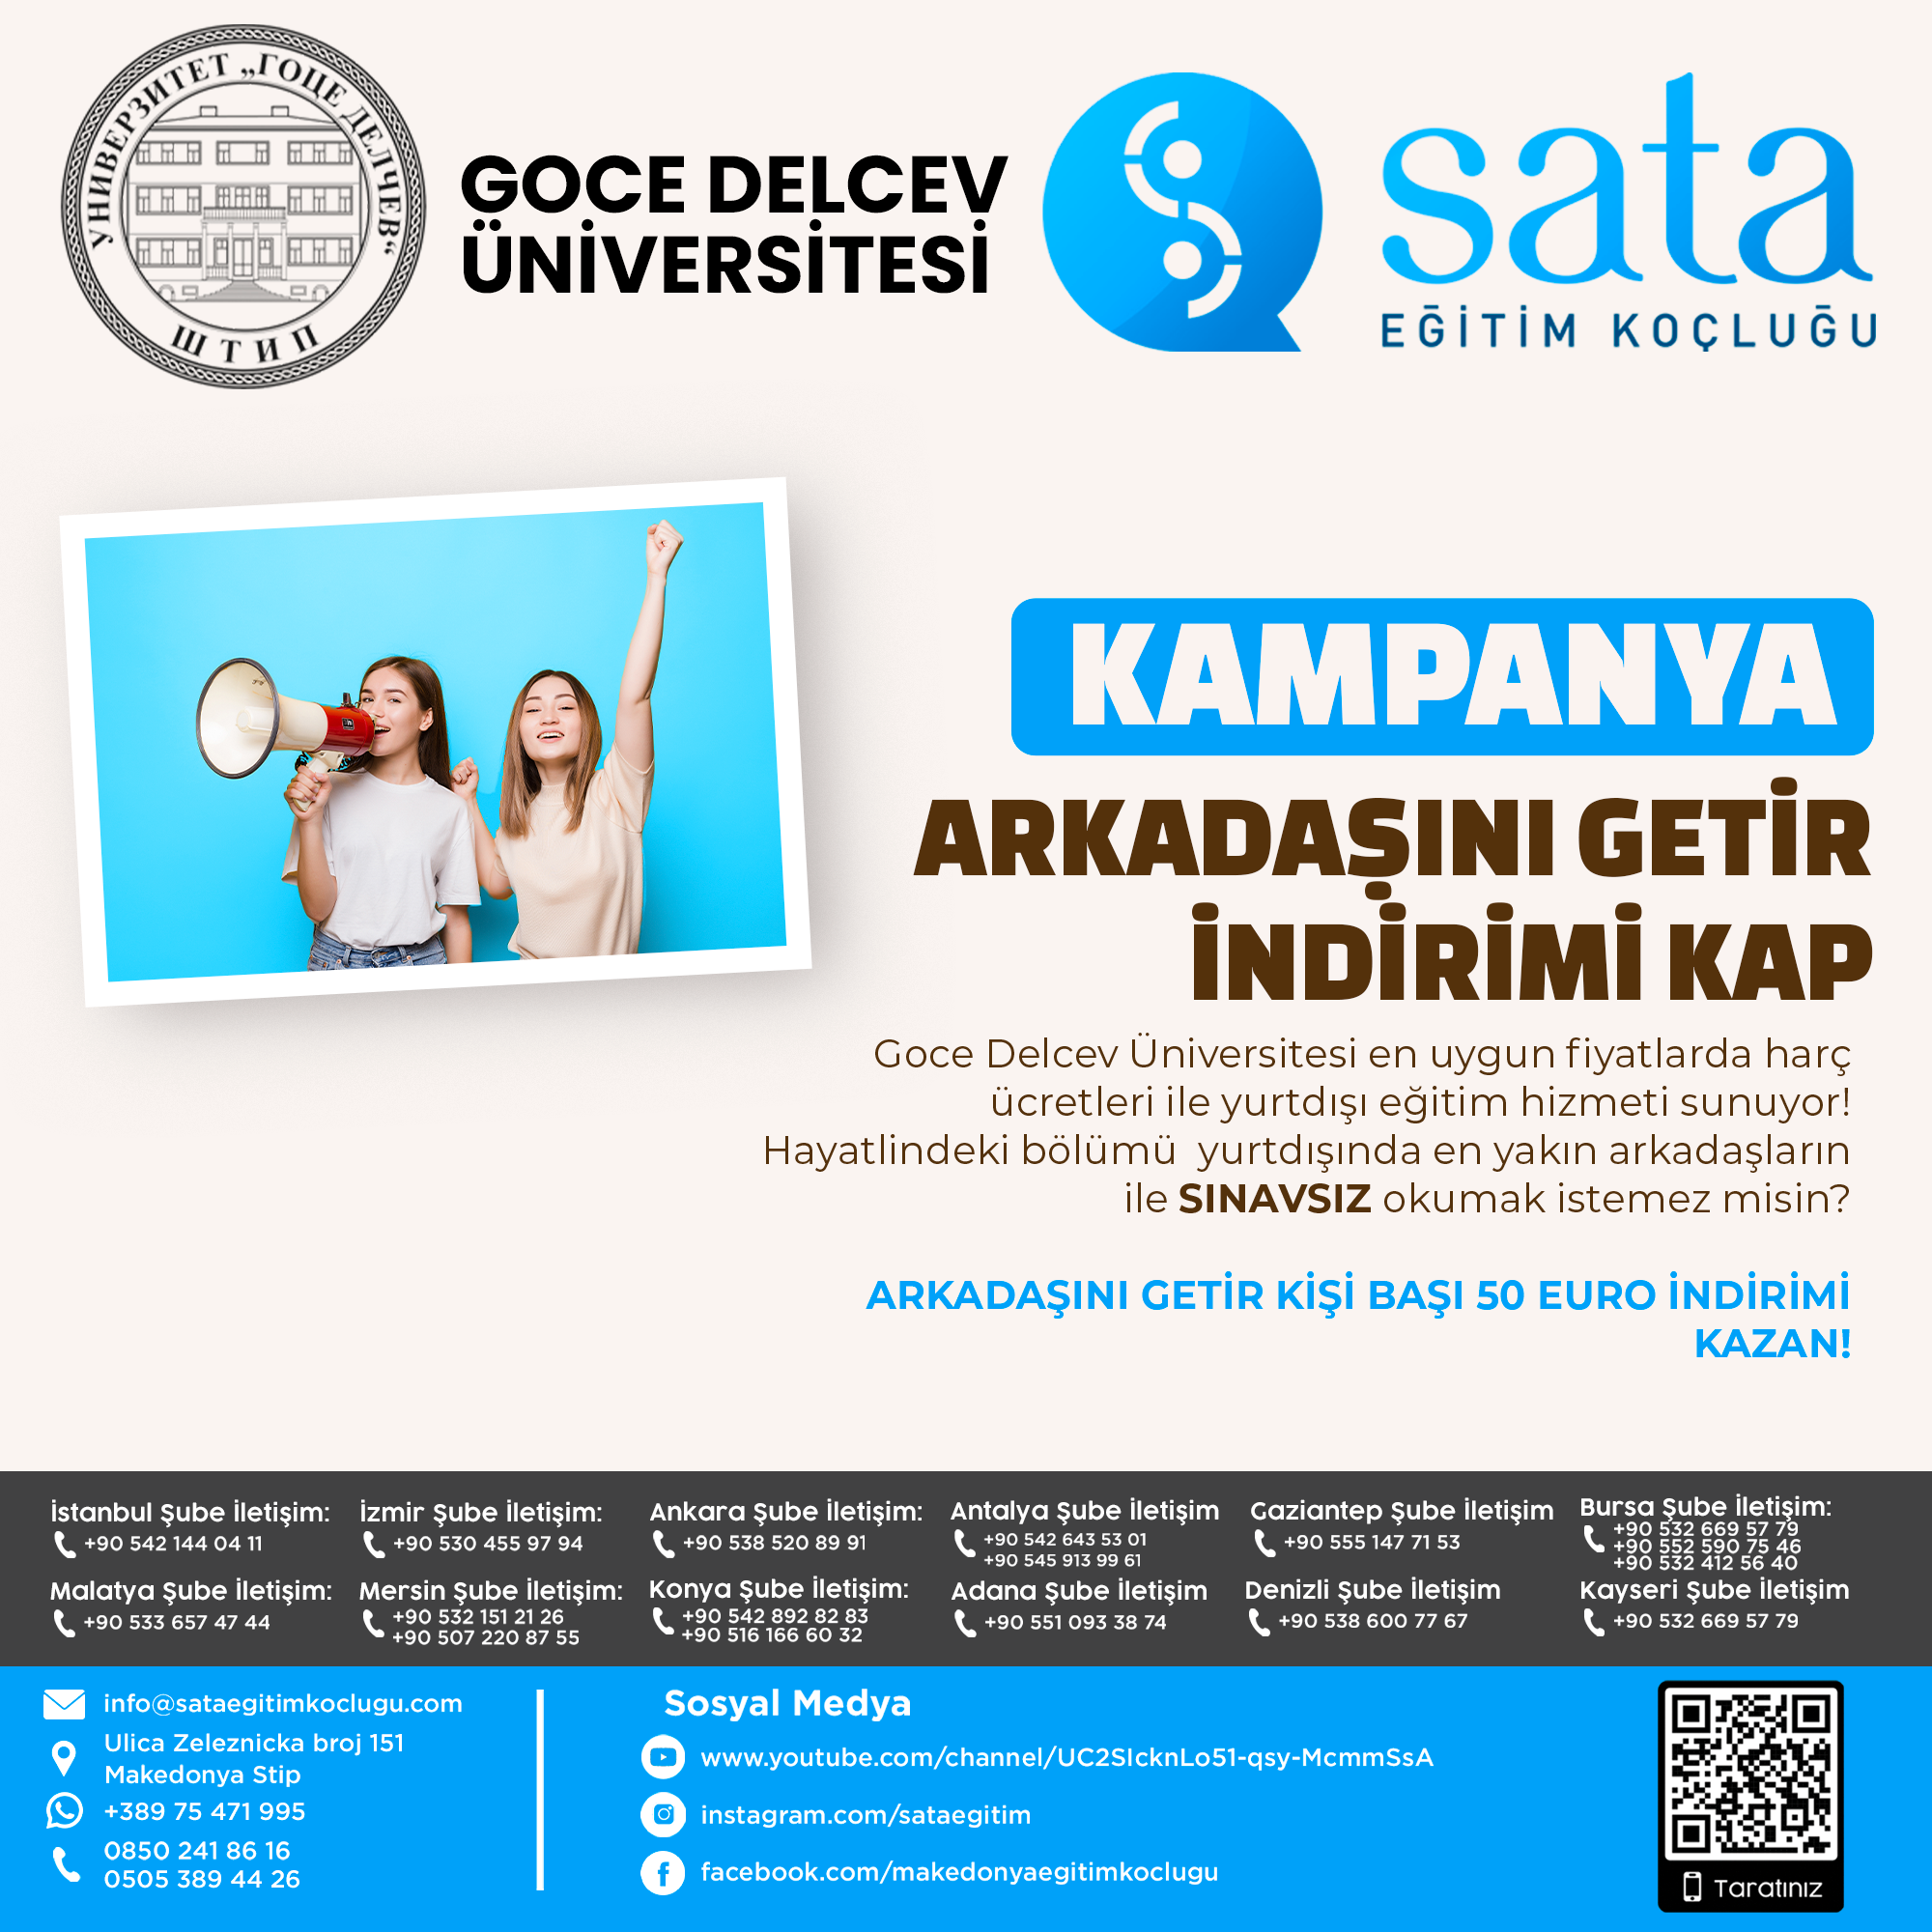 УНИВЕРЗИТЕТ „ГОЦЕ ДЕЛЧЕВ“
ШТИП
GOCE DELCEV
ÜNİVERSİTESİ
sata
EĞİTİM KOÇLUĞU
KAMPANYA
ARKADAŞINI GETİR
İNDİRİMİ KAP
Goce Delcev Üniversitesi en uygun fiyatlarda harç
ücretleri ile yurtdışı eğitim hizmeti sunuyor!
Hayatlindeki bölümü yurtdışında en yakın arkadaşların
ile SINAVSIZ okumak istemez misin?
ARKADAŞINI GETİR KİŞİ BAŞI 50 EURO İNDİRİMİ
KAZAN!
İstanbul Şube İletişim:
+90 542 144 04 11
İzmir Şube İletişim:
+90 530 455 97 94
Ankara Şube İletişim:
+90 538 520 89 91
Antalya Şube İletişim
+90 542 643 53 01
+90 545 913 99 61
Gaziantep Şube İletişim
+90 555 147 71 53
Bursa Şube İletişim:
+90 532 669 57 79
+90 552 590 75 46
+90 532 412 56 40
Malatya Şube İletişim:
+90 533 657 47 44
Mersin Şube İletişim:
+90 532 151 21 26
+90 507 220 87 55
Konya Şube İletişim:
+90 542 892 82 83
+90 516 166 60 32
Adana Şube İletişim
+90 551 093 38 74
Denizli Şube İletişim
+90 538 600 77 67
Kayseri Şube İletişim
+90 532 669 57 79
info@sataegitimkoclugu.com
Ulica Zeleznicka broj 151
Makedonya Stip
+389 75 471 995
0850 241 86 16
0505 389 44 26
Sosyal Medya
www.youtube.com/channel/UC2SIcknLo51-qsy-McmmSsA
instagram.com/sataegitim
facebook.com/makedonyaegitimkoclugu
Taratınız